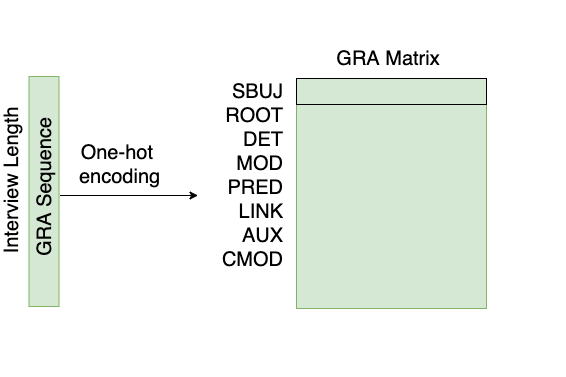 GRA Matrix
Interview Length
GRA Sequence
One-hot
encoding
SBUJ
ROOT
DET
MOD
PRED
LINK
AUX
CMOD